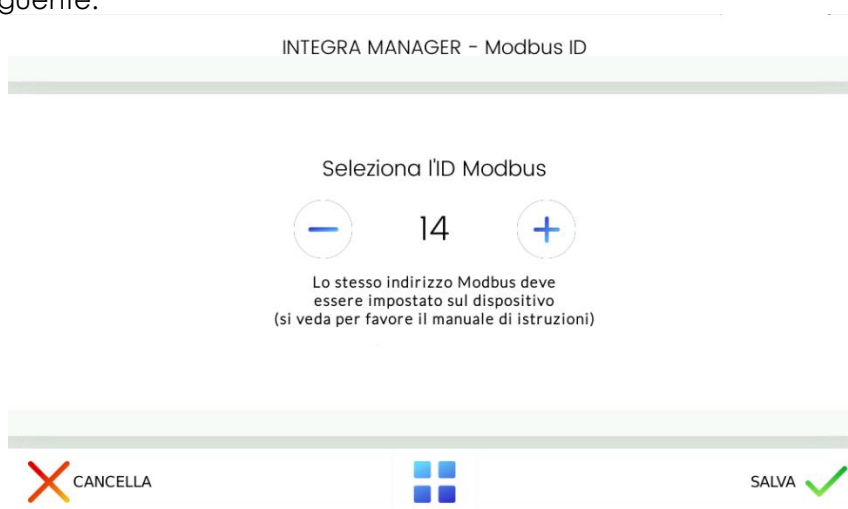 guente:
INTEGRA MANAGER - Modbus ID
Seleziona l'ID Modbus
14
Lo stesso indirizzo Modbus deve
essere impostato sul dispositivo
(si veda per favore il manuale di istruzioni)
CANCELLA
SALVA